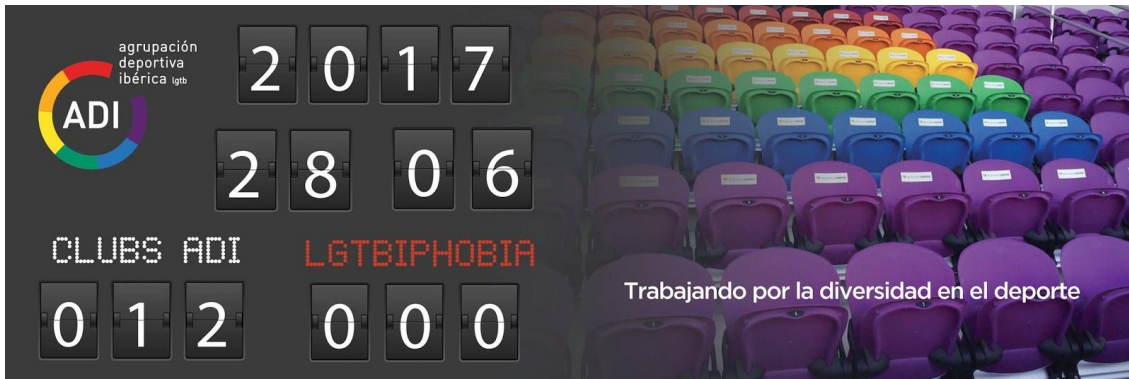 agrupación
deportiva
ibérica lgtb
ADI
2017
28 06
CLUBS ADI
LGTBIPHOBIA
012
000
Trabajando por la diversidad en el deporte